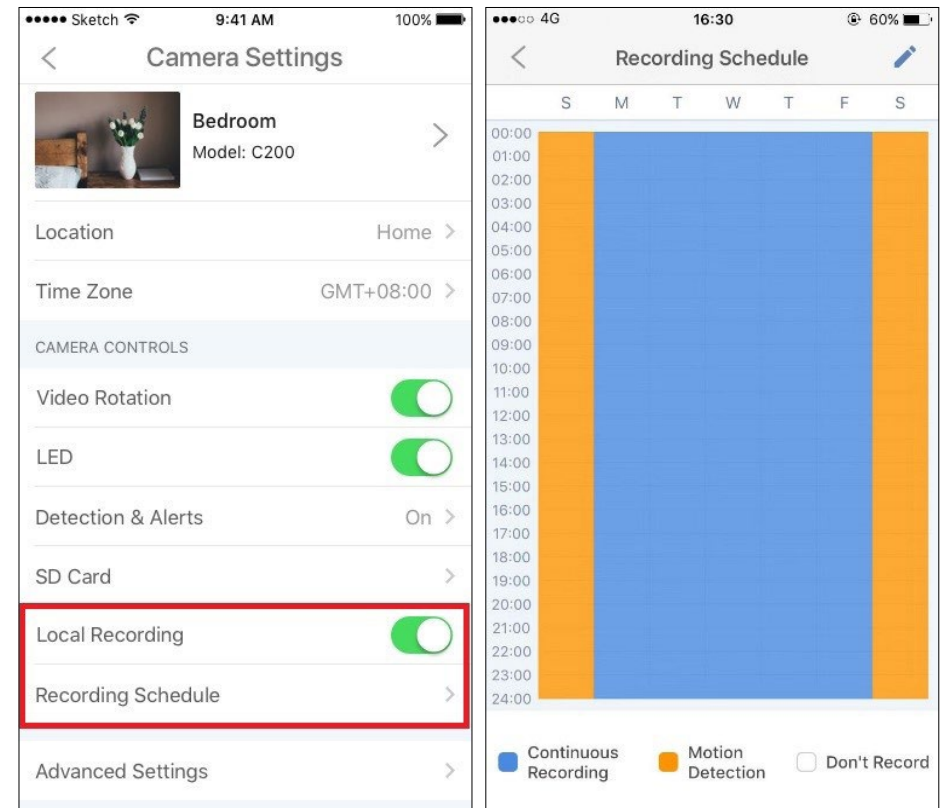 Sketch 9:41 AM 100%
Camera Settings
Bedroom
Model: C200
Location Home
Time Zone GMT+08:00
CAMERA CONTROLS
Video Rotation
LED
Detection & Alerts On
SD Card
Local Recording
Recording Schedule
Advanced Settings
4G 16:30 60%
Recording Schedule
S M T W T F S
00:00
01:00
02:00
03:00
04:00
05:00
06:00
07:00
08:00
09:00
10:00
11:00
12:00
13:00
14:00
15:00
16:00
17:00
18:00
19:00
20:00
21:00
22:00
23:00
24:00
Continuous
Recording
Motion
Detection
Don't Record